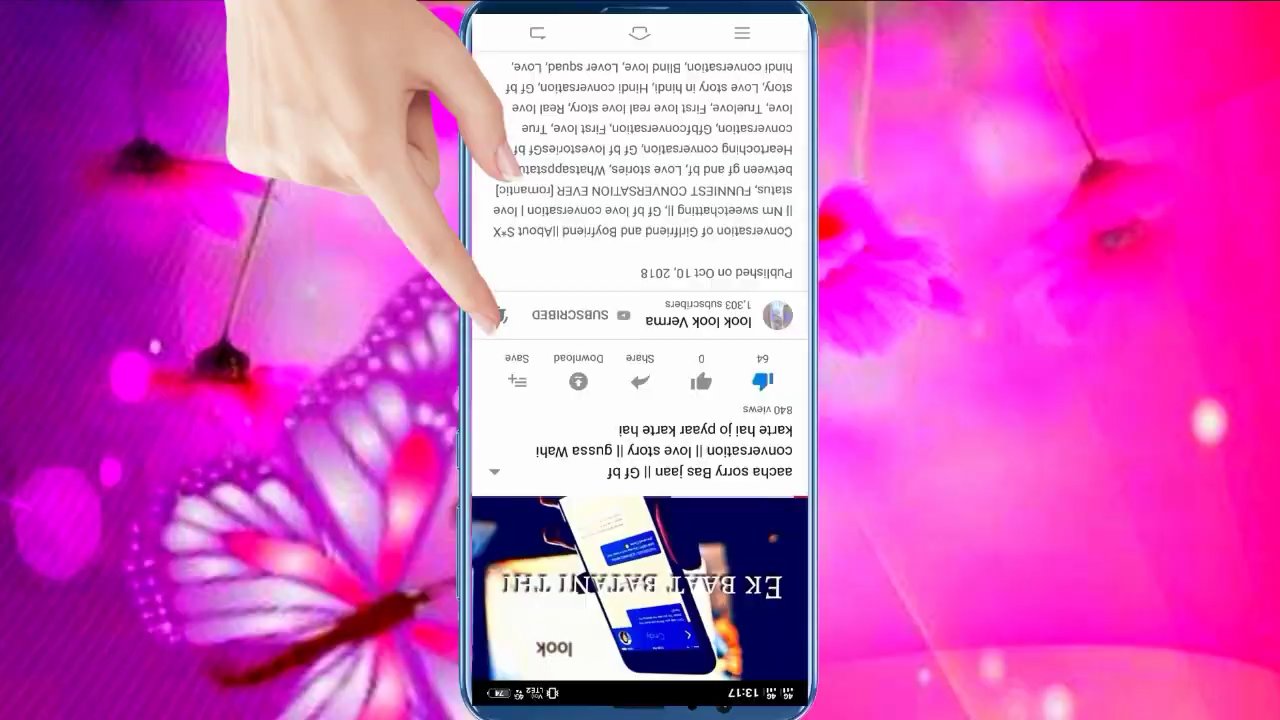 13:17
74
look
EK BAAT BATANI THI
aacha sorry Bas jaan || Gf bf
conversation || love story || gussa Wahi
karte hai jo pyaar karte hai
840 views
64
0
Share
Download
Save
look look Verma
1,303 subscribers
SUBSCRIBED
Published on Oct 10, 2018
Conversation of Girlfriend and Boyfriend ||About S*X
|| Nm sweetchatting ||, Gf bf love conversation | love
status, FUNNIEST CONVERSATION EVER [romantic]
between gf and bf, Love stories, Whatsappstatu
Heartoching conversation, Gf bf lovestoriesGf bf
conversation, Gfbfconversation, First love, True
love, Truelove, First love real love story, Real love
story, Love story in hindi, Hindi conversation, Gf bf
hindi conversation, Blind love, Lover squad, Love,